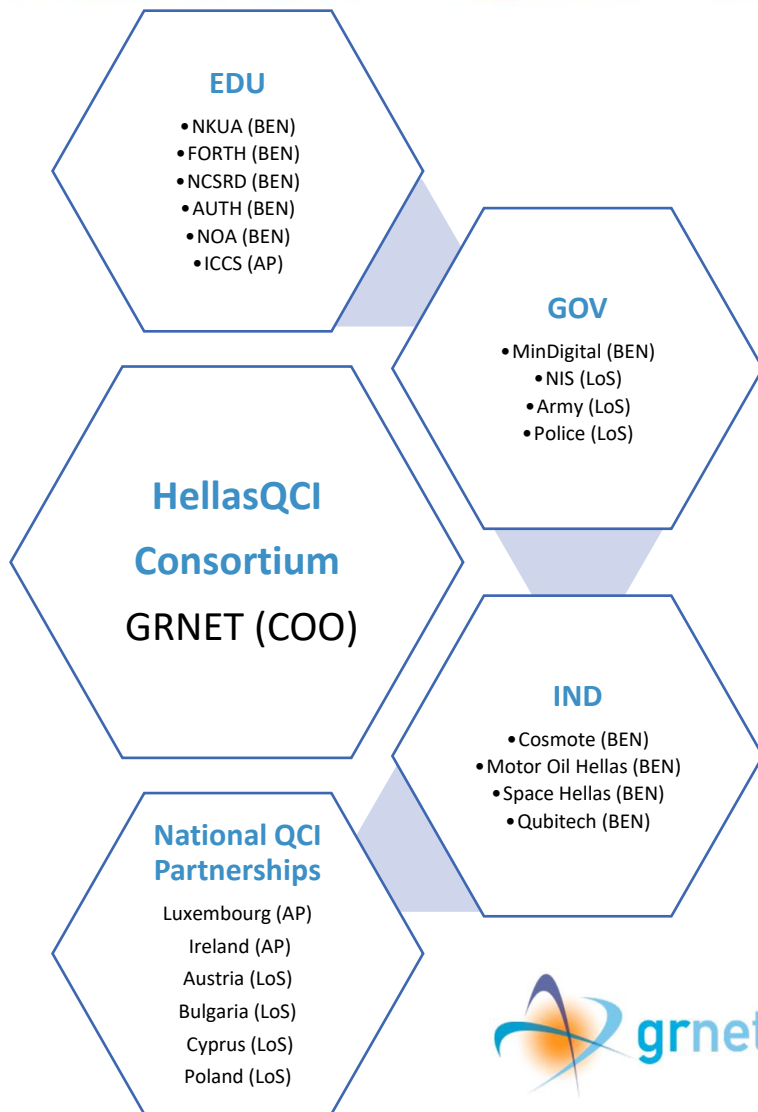 EDU
•NKUA (BEN)
•FORTH (BEN)
•NCSRD (BEN)
•AUTH (BEN)
•NOA (BEN)
•ICCS (AP)
GOV
•MinDigital (BEN)
•NIS (LoS)
•Army (LoS)
•Police (LoS)
HellasQCI
Consortium
GRNET (COO)
IND
•Cosmote (BEN)
•Motor Oil Hellas (BEN)
•Space Hellas (BEN)
•Qubitech (BEN)
National QCI
Partnerships
Luxembourg (AP)
Ireland (AP)
Austria (LoS)
Bulgaria (LoS)
Cyprus (LoS)
Poland (LoS)
grnet